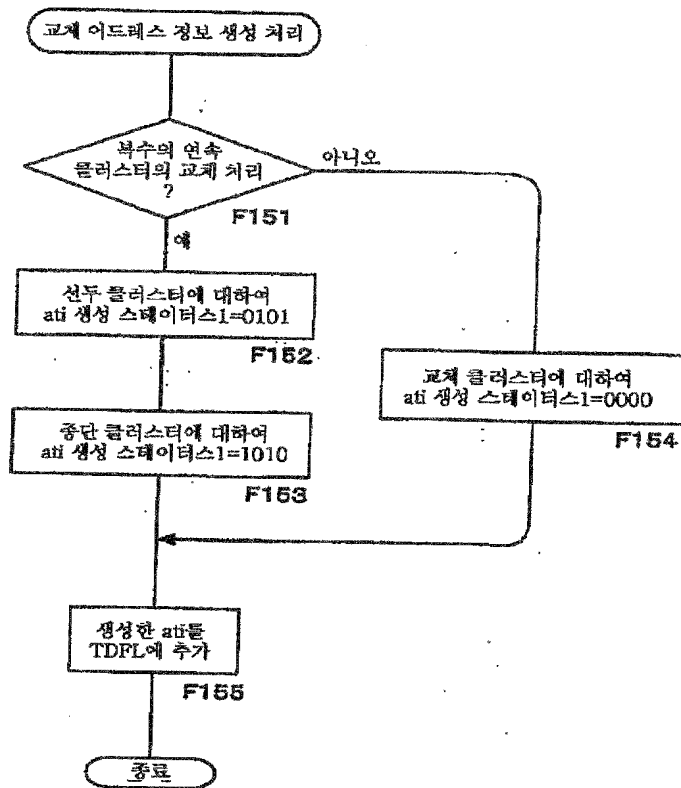 교체 어드레스 정보 생성 처리
복수의 연속
클러스터의 교체 처리
?
아니오
F151
예
선두 클러스터에 대하여
ati 생성 스테이터스1=0101
F152
교체 클러스터에 대하여
ati 생성 스테이터스1=0000
F154
종단 클러스터에 대하여
ati 생성 스테이터스1=1010
F153
생성한 ati를
TDFL에 추가
F155
종료